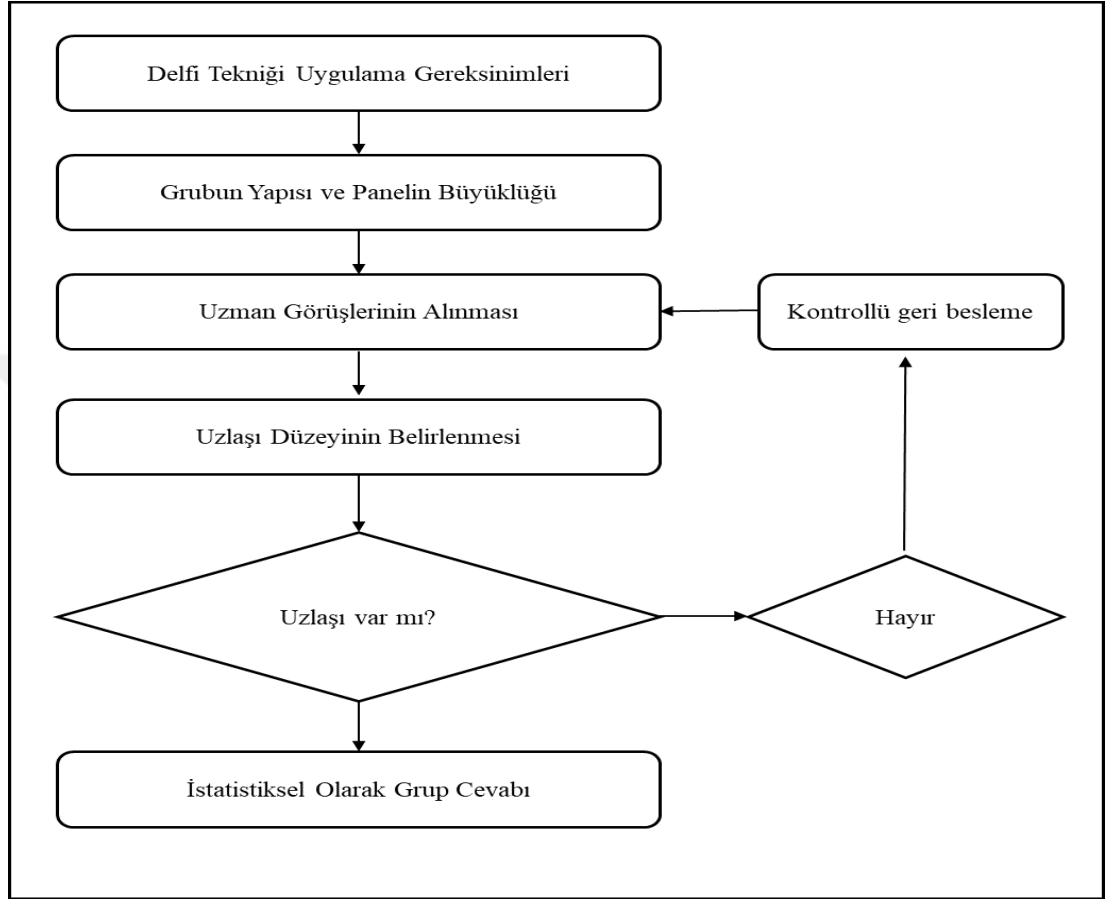 Delfi Tekniği Uygulama Gereksinimleri
Grubun Yapısı ve Panelin Büyüklüğü
Uzman Görüşlerinin Alınması
Kontrollü geri besleme
Uzlaşı Düzeyinin Belirlenmesi
Uzlaşı var mı?
Hayır
İstatistiksel Olarak Grup Cevabı